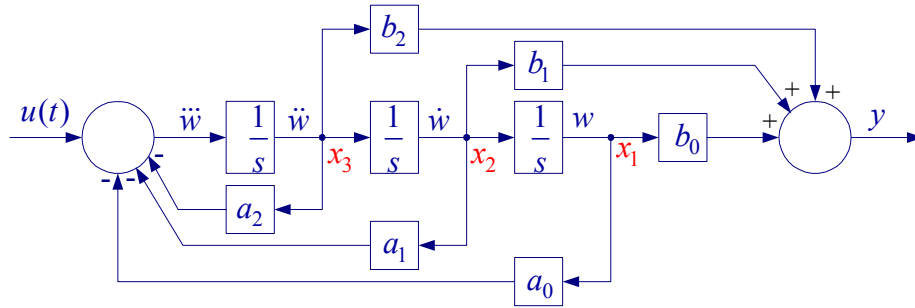 b₂
b₁
u(t)
w⃛ 1/s ẅ 1/s ẇ 1/s w b₀ y
x₃ x₂ x₁
+ + +
- - -
a₂
a₁
a₀